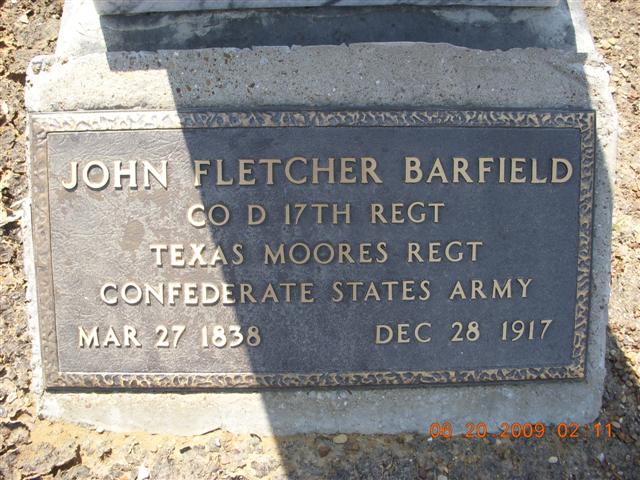 JOHN FLETCHER BARFIELD
CO D 17TH REGT
TEXAS MOORES REGT
CONFEDERATE STATES ARMY
MAR 27 1838 DEC 28 1917
06.20.2009 02:11